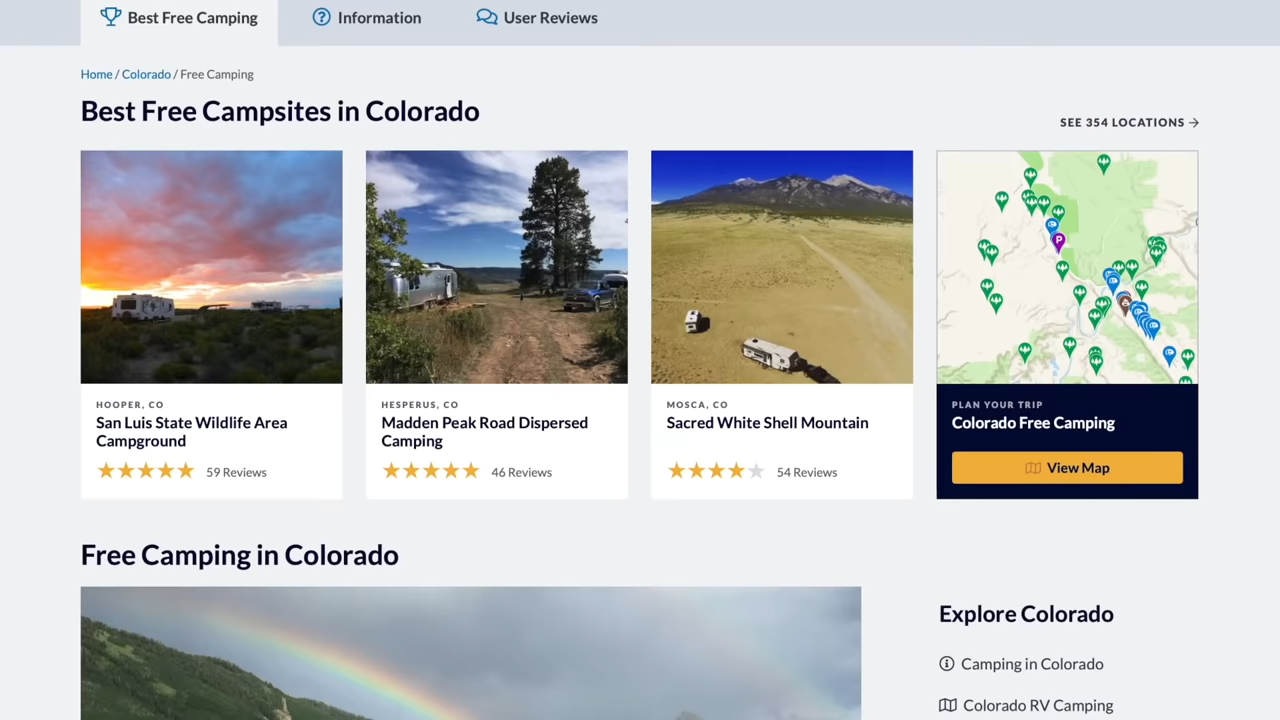 Best Free Camping
Information
User Reviews
Home / Colorado / Free Camping
Best Free Campsites in Colorado
SEE 354 LOCATIONS →
HOOPER, CO
San Luis State Wildlife Area
Campground
59 Reviews
HESPERUS, CO
Madden Peak Road Dispersed
Camping
46 Reviews
MOSCA, CO
Sacred White Shell Mountain
54 Reviews
P
PLAN YOUR TRIP
Colorado Free Camping
View Map
Free Camping in Colorado
Explore Colorado
Camping in Colorado
Colorado RV Camping